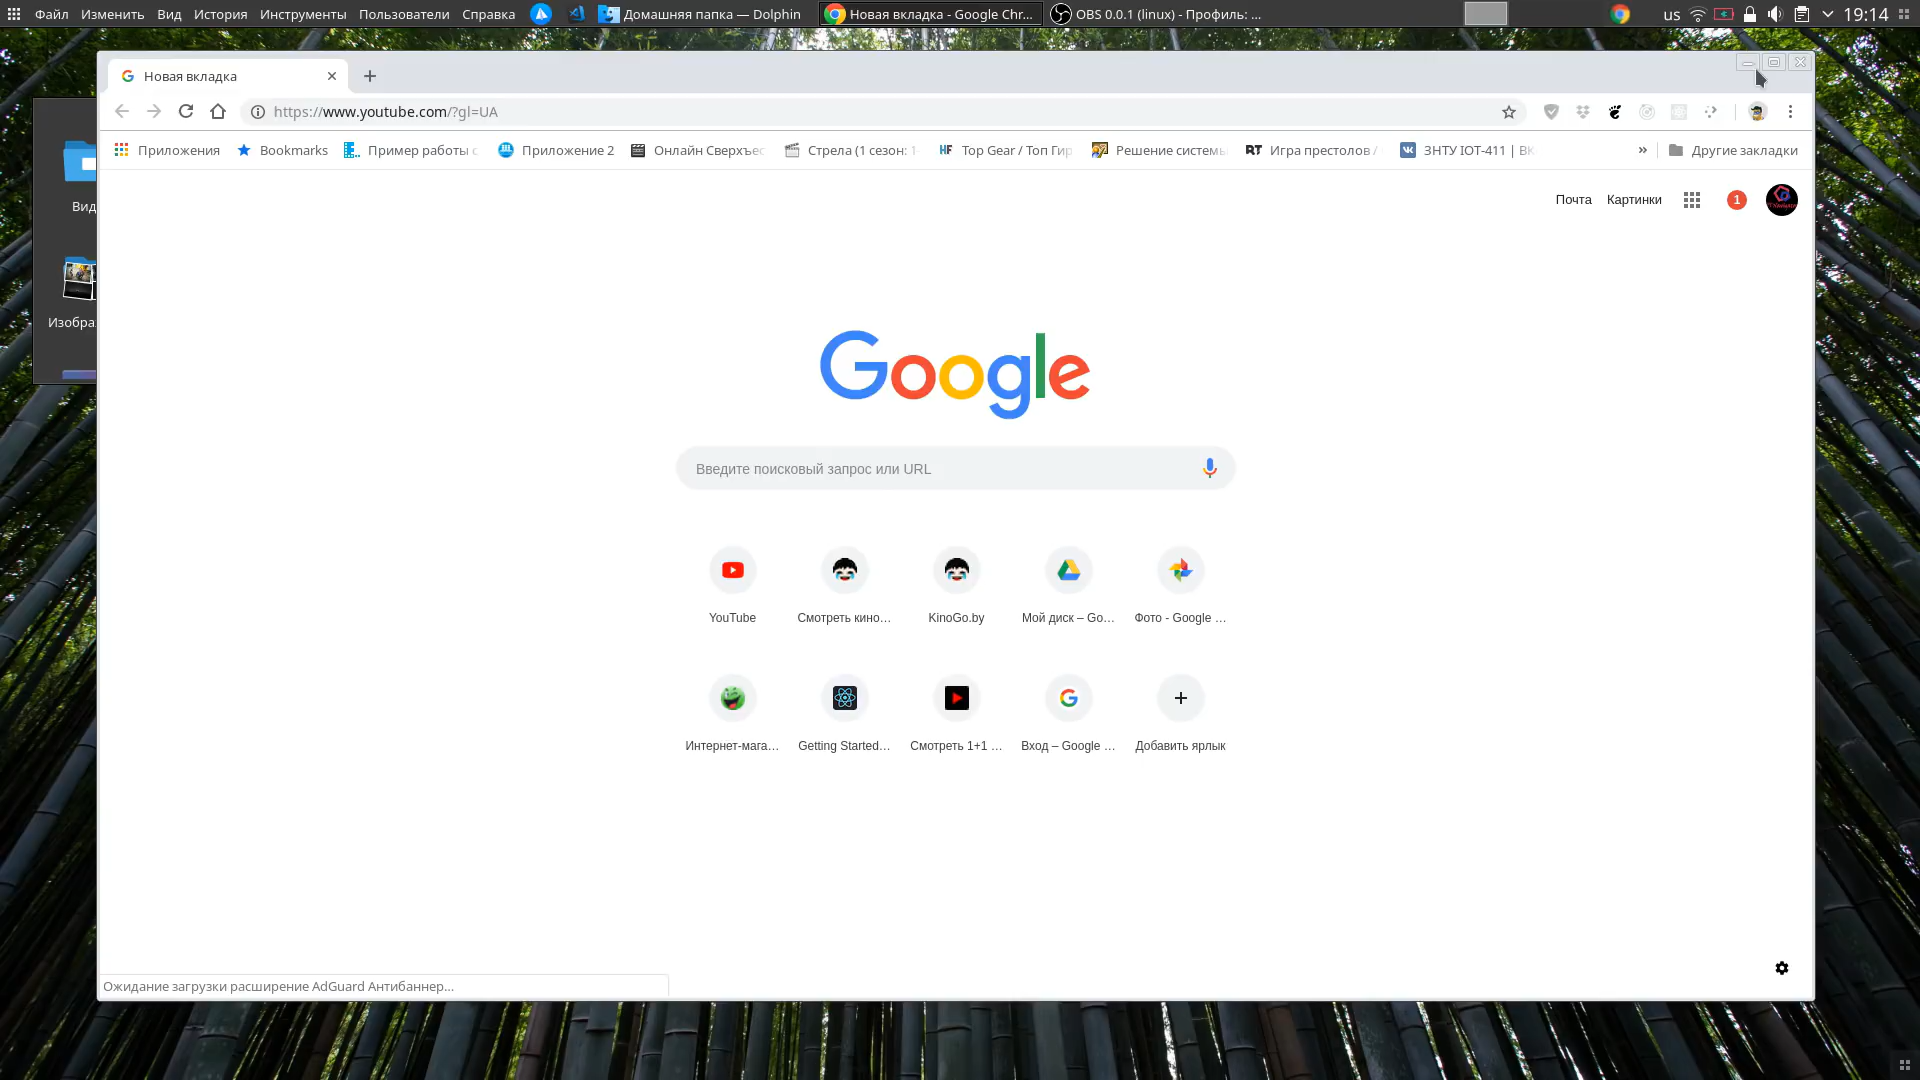 Файл Изменить Вид История Инструменты Пользователи Справка Домашняя папка — Dolphin Новая вкладка - Google Chr... OBS 0.0.1 (linux) - Профиль: ... us 19:14
Новая вкладка
https://www.youtube.com/?gl=UA
Приложения Bookmarks Пример работы с Приложение 2 Онлайн Сверхъес Стрела (1 сезон: 1- Top Gear / Топ Гир Решение системы Игра престолов / ЗНТУ IOT-411 | ВК » Другие закладки
Почта Картинки 1
Вид
Изобра
Google
Введите поисковый запрос или URL
YouTube Смотреть кино... KinoGo.by Мой диск – Go... Фото - Google ...
Интернет-мага... Getting Started... Смотреть 1+1 ... Вход – Google ... Добавить ярлык
Ожидание загрузки расширение AdGuard Антибаннер...